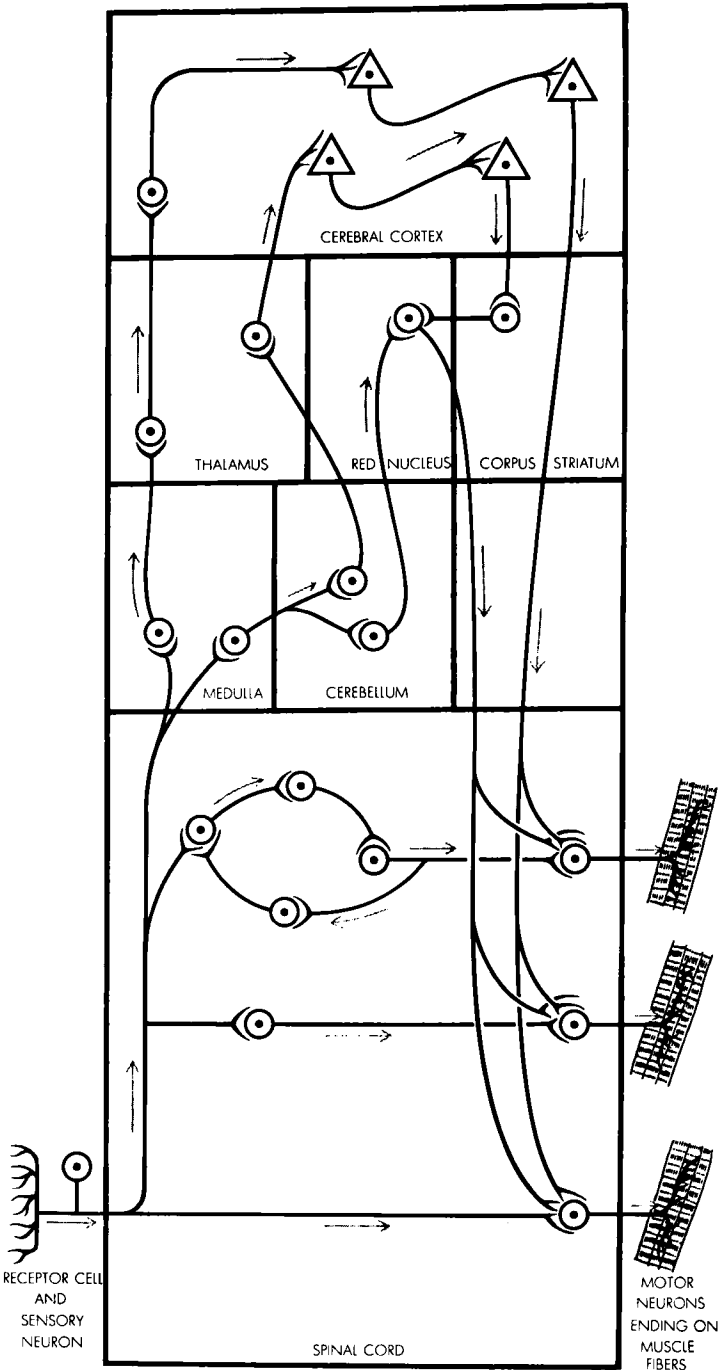 CEREBRAL CORTEX
THALAMUS
RED NUCLEUS
CORPUS STRIATUM
MEDULLA
CEREBELLUM
RECEPTOR CELL
AND
SENSORY
NEURON
SPINAL CORD
MOTOR
NEURONS
ENDING ON
MUSCLE
FIBERS